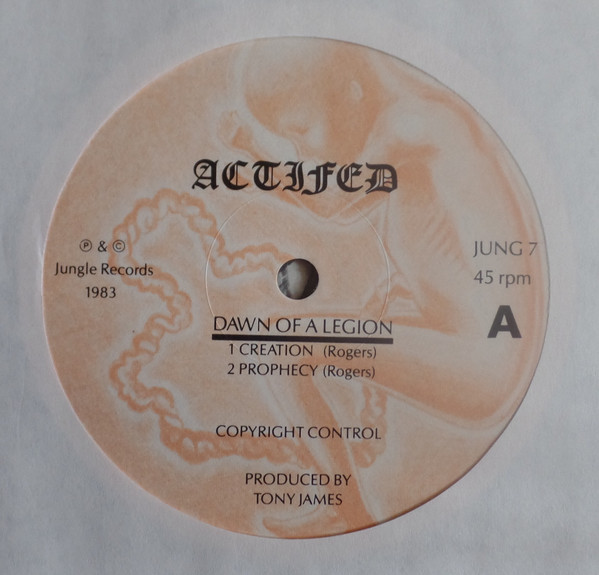 ACTIFED
℗ & ©
Jungle Records
1983
JUNG 7
45 rpm
A
DAWN OF A LEGION
1 CREATION (Rogers)
2 PROPHECY (Rogers)
COPYRIGHT CONTROL
PRODUCED BY
TONY JAMES